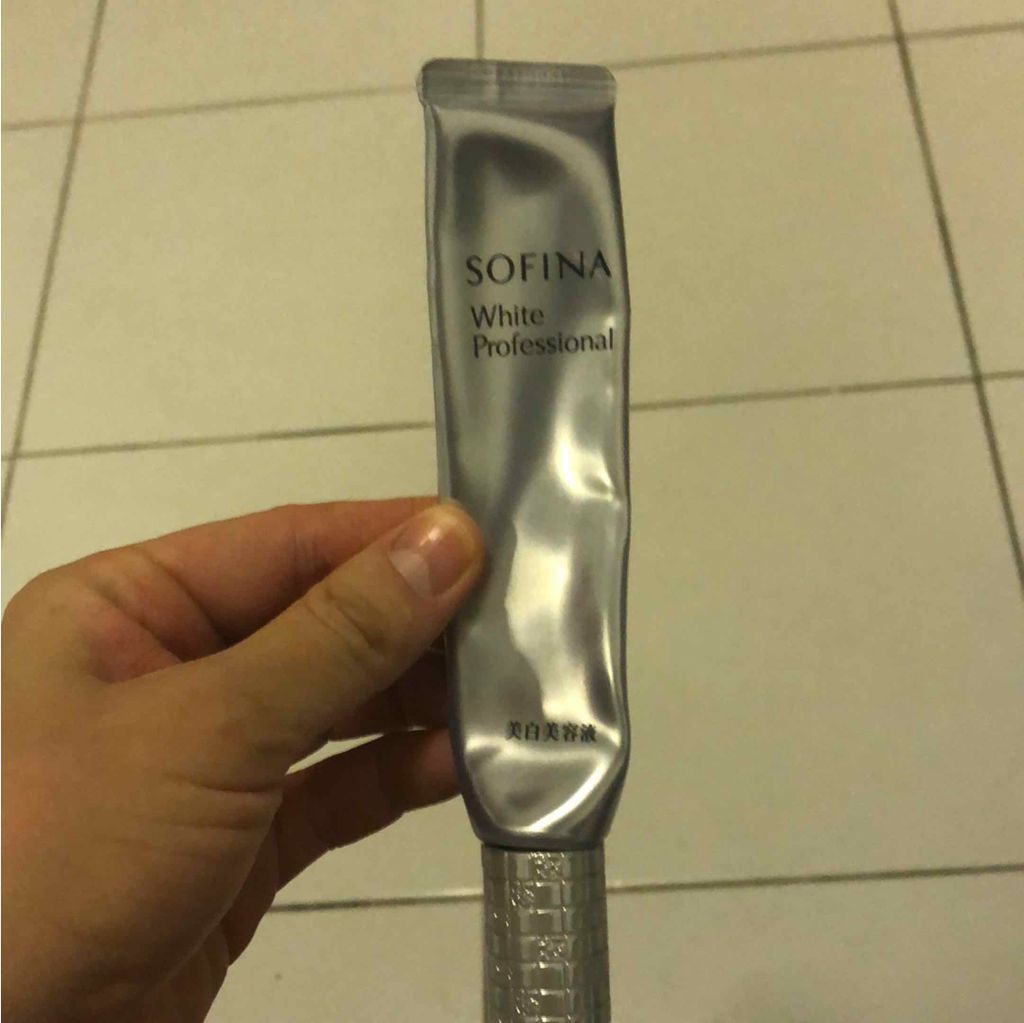 SOFINA
White
Professional
美白美容液